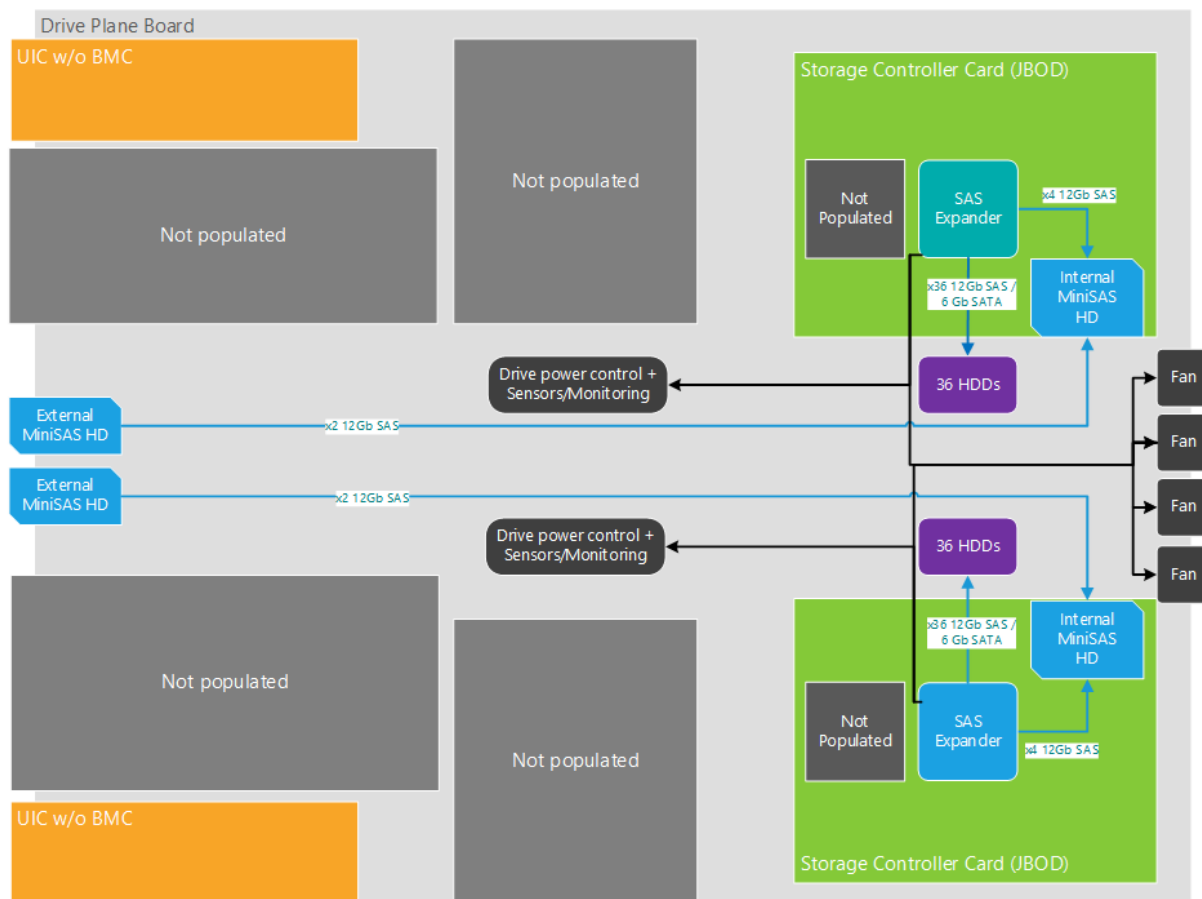 Drive Plane Board
UIC w/o BMC
Not populated
Not populated
Storage Controller Card (JBOD)
Not
Populated
SAS
Expander
x4 12Gb SAS
x36 12Gb SAS /
6 Gb SATA
Internal
MiniSAS
HD
Drive power control +
Sensors/Monitoring
36 HDDs
Fan
External
MiniSAS HD
x2 12Gb SAS
Fan
External
MiniSAS HD
x2 12Gb SAS
Fan
Drive power control +
Sensors/Monitoring
36 HDDs
Fan
x36 12Gb SAS /
6 Gb SATA
Internal
MiniSAS
HD
Not populated
Not populated
Not
Populated
SAS
Expander
x4 12Gb SAS
UIC w/o BMC
Storage Controller Card (JBOD)